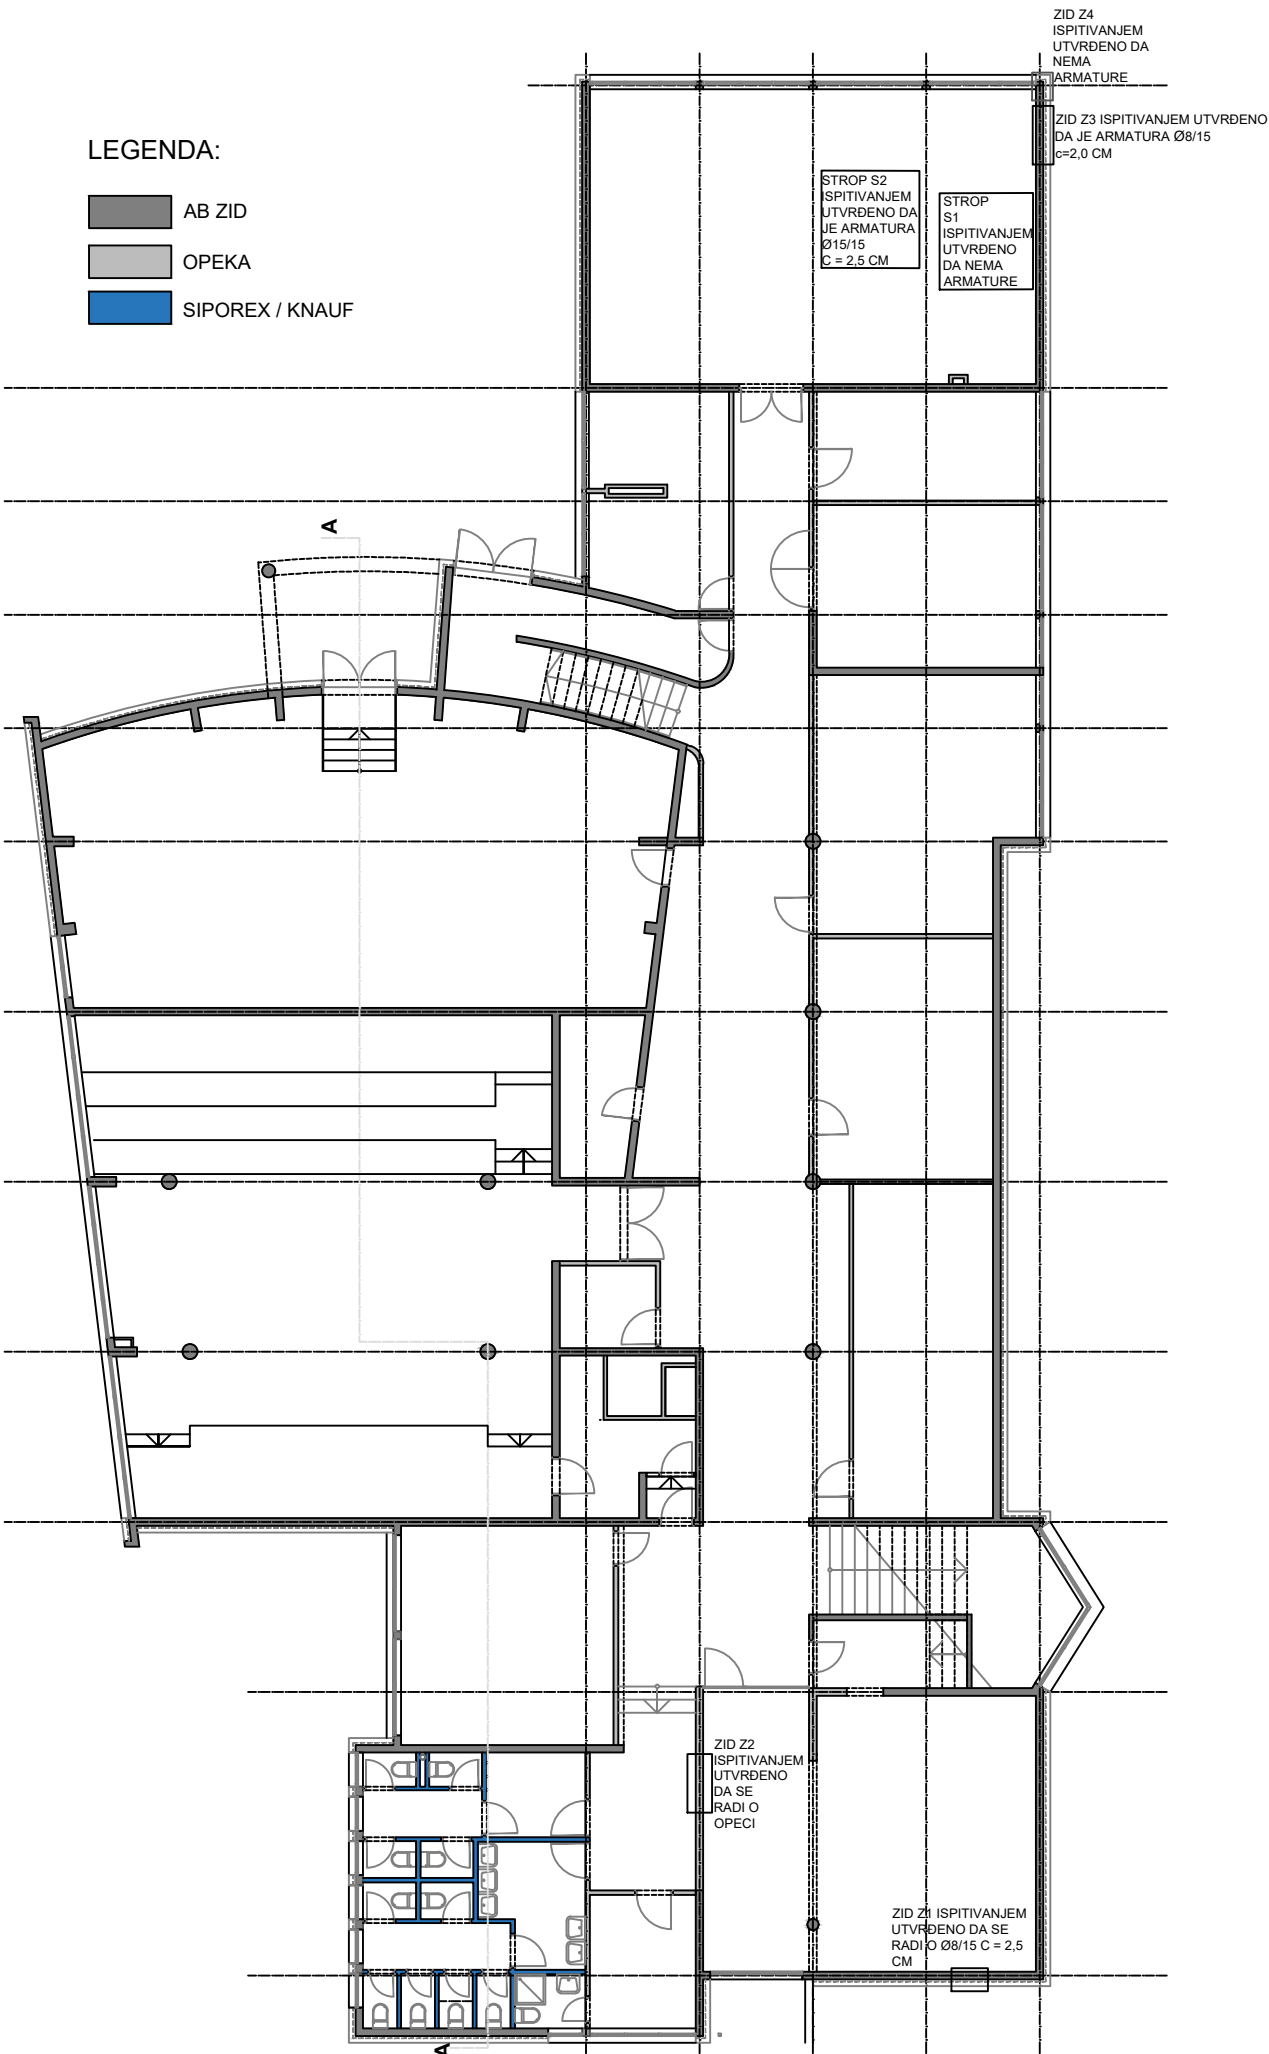 ZID Z4
ISPITIVANJEM
UTVRĐENO DA
NEMA
ARMATURE
ZID Z3 ISPITIVANJEM UTVRĐENO
DA JE ARMATURA Ø8/15
c=2,0 CM
LEGENDA:
AB ZID
OPEKA
SIPOREX / KNAUF
STROP S2
ISPITIVANJEM
UTVRĐENO DA
JE ARMATURA
Ø15/15
C = 2,5 CM
STROP
S1
ISPITIVANJEM
UTVRĐENO
DA NEMA
ARMATURE
A
ZID Z2
ISPITIVANJEM
UTVRĐENO
DA SE
RADI O
OPECI
ZID Z1 ISPITIVANJEM
UTVRĐENO DA SE
RADI O Ø8/15 C = 2,5
CM
A